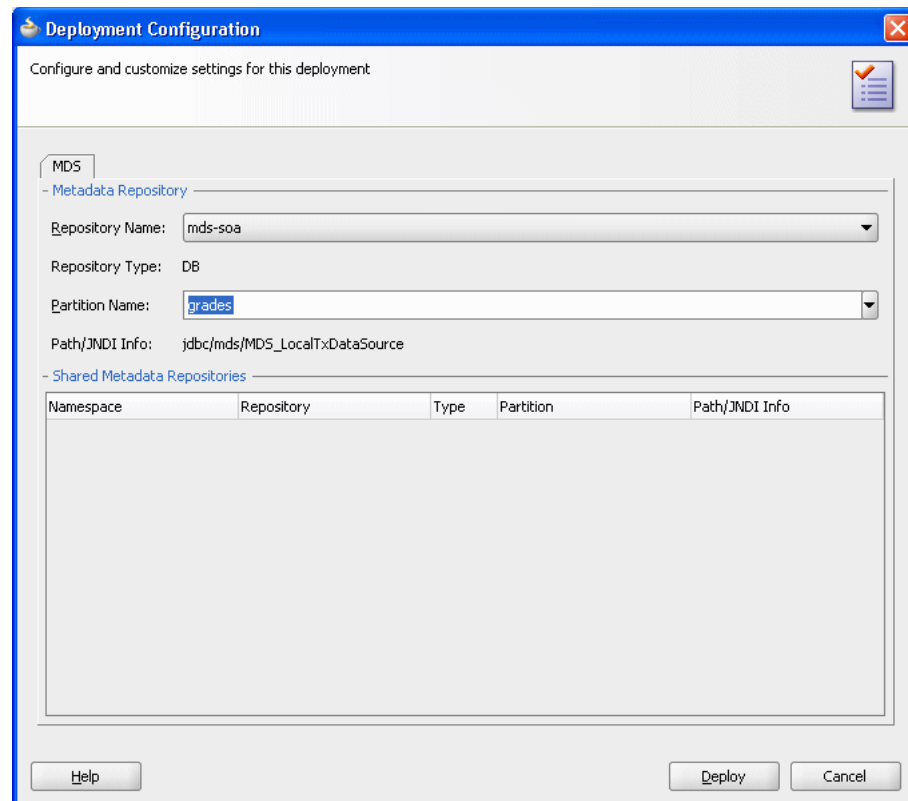 Deployment Configuration
Configure and customize settings for this deployment
MDS
Metadata Repository
Repository Name: mds-soa
Repository Type: DB
Partition Name: grades
Path/JNDI Info: jdbc/mds/MDS_LocalTxDataSource
Shared Metadata Repositories
Namespace Repository Type Partition Path/JNDI Info
Help Deploy Cancel